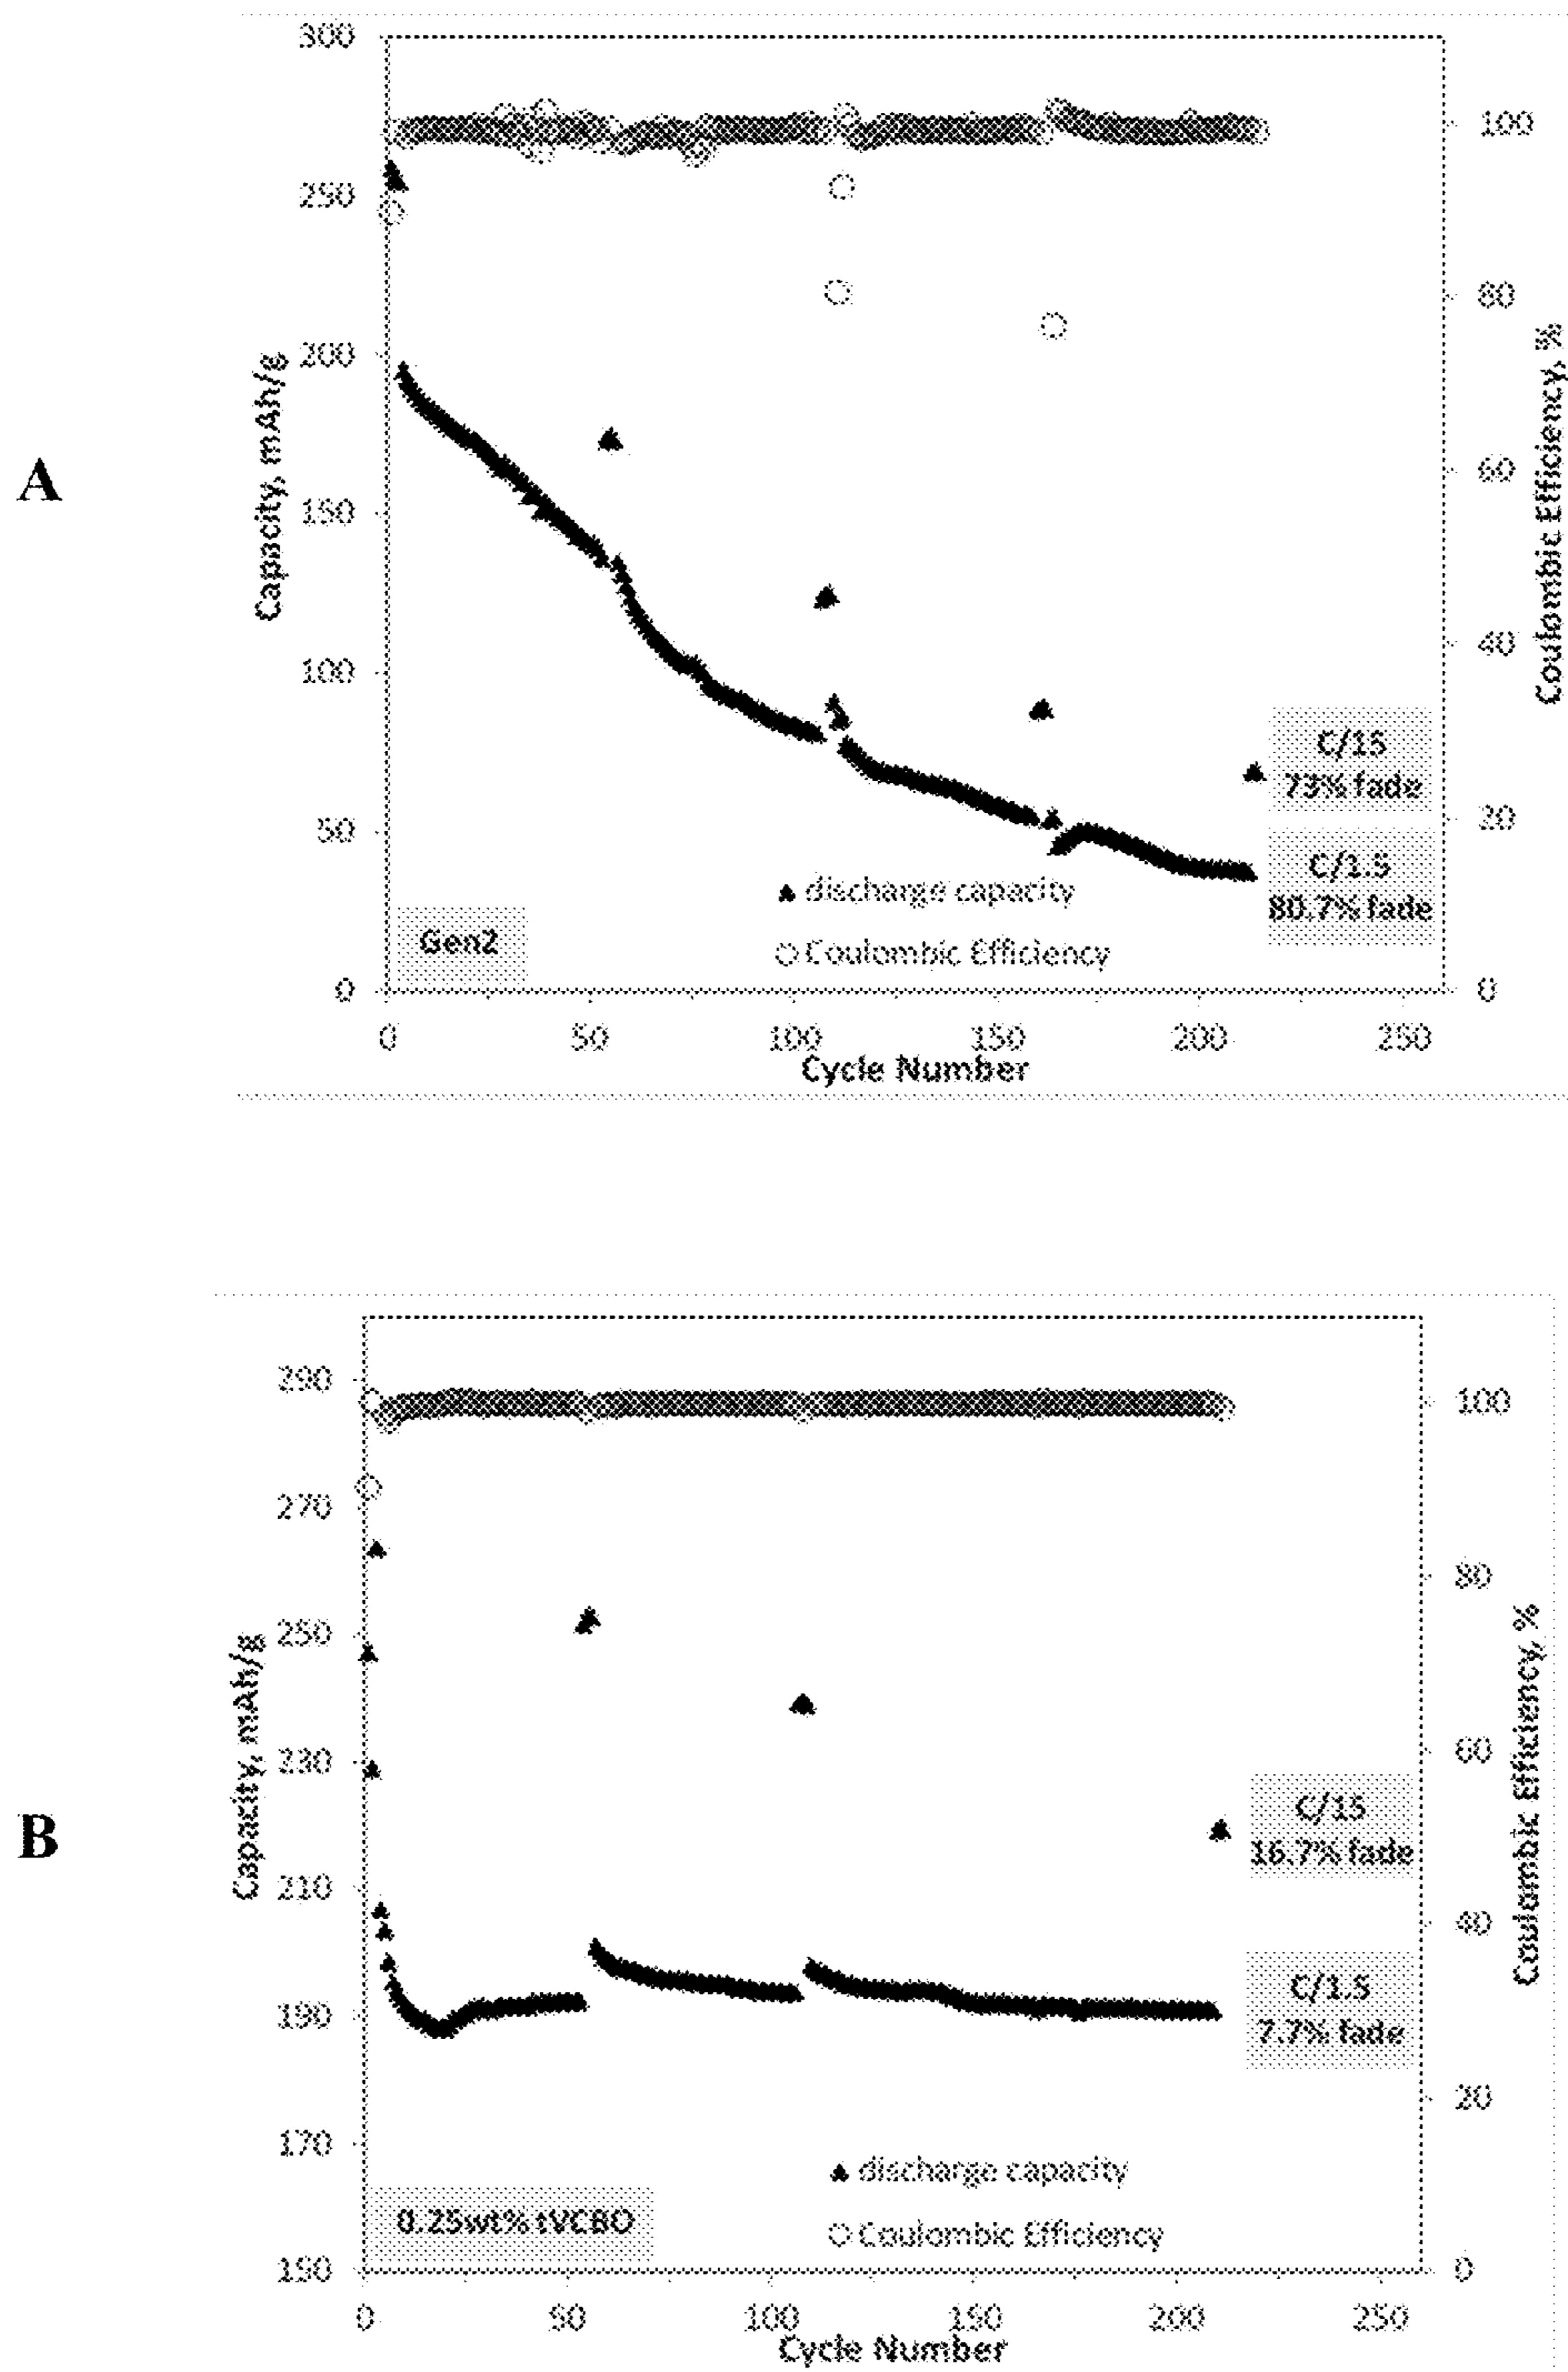 A
300
250
200
150
100
50
0
Capacity, mAh/g
100
80
60
40
20
0
Coulombic Efficiency, %
C/15
73% fade
C/1.5
80.7% fade
discharge capacity
Coulombic Efficiency
Gen2
0 50 100 150 200 250
Cycle Number
B
290
270
250
230
210
190
170
150
Capacity, mAh/g
100
80
60
40
20
0
Coulombic Efficiency, %
C/15
16.7% fade
C/1.5
7.7% fade
discharge capacity
Coulombic Efficiency
0.25wt% tVCBO
0 50 100 150 200 250
Cycle Number